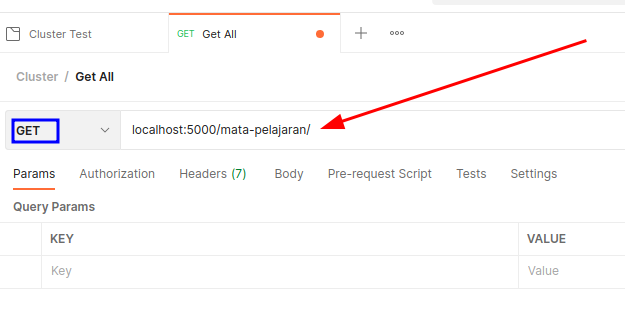 Cluster Test GET Get All
Cluster / Get All
GET localhost:5000/mata-pelajaran/
Params Authorization Headers (7) Body Pre-request Script Tests Settings
Query Params
KEY VALUE
Key Value